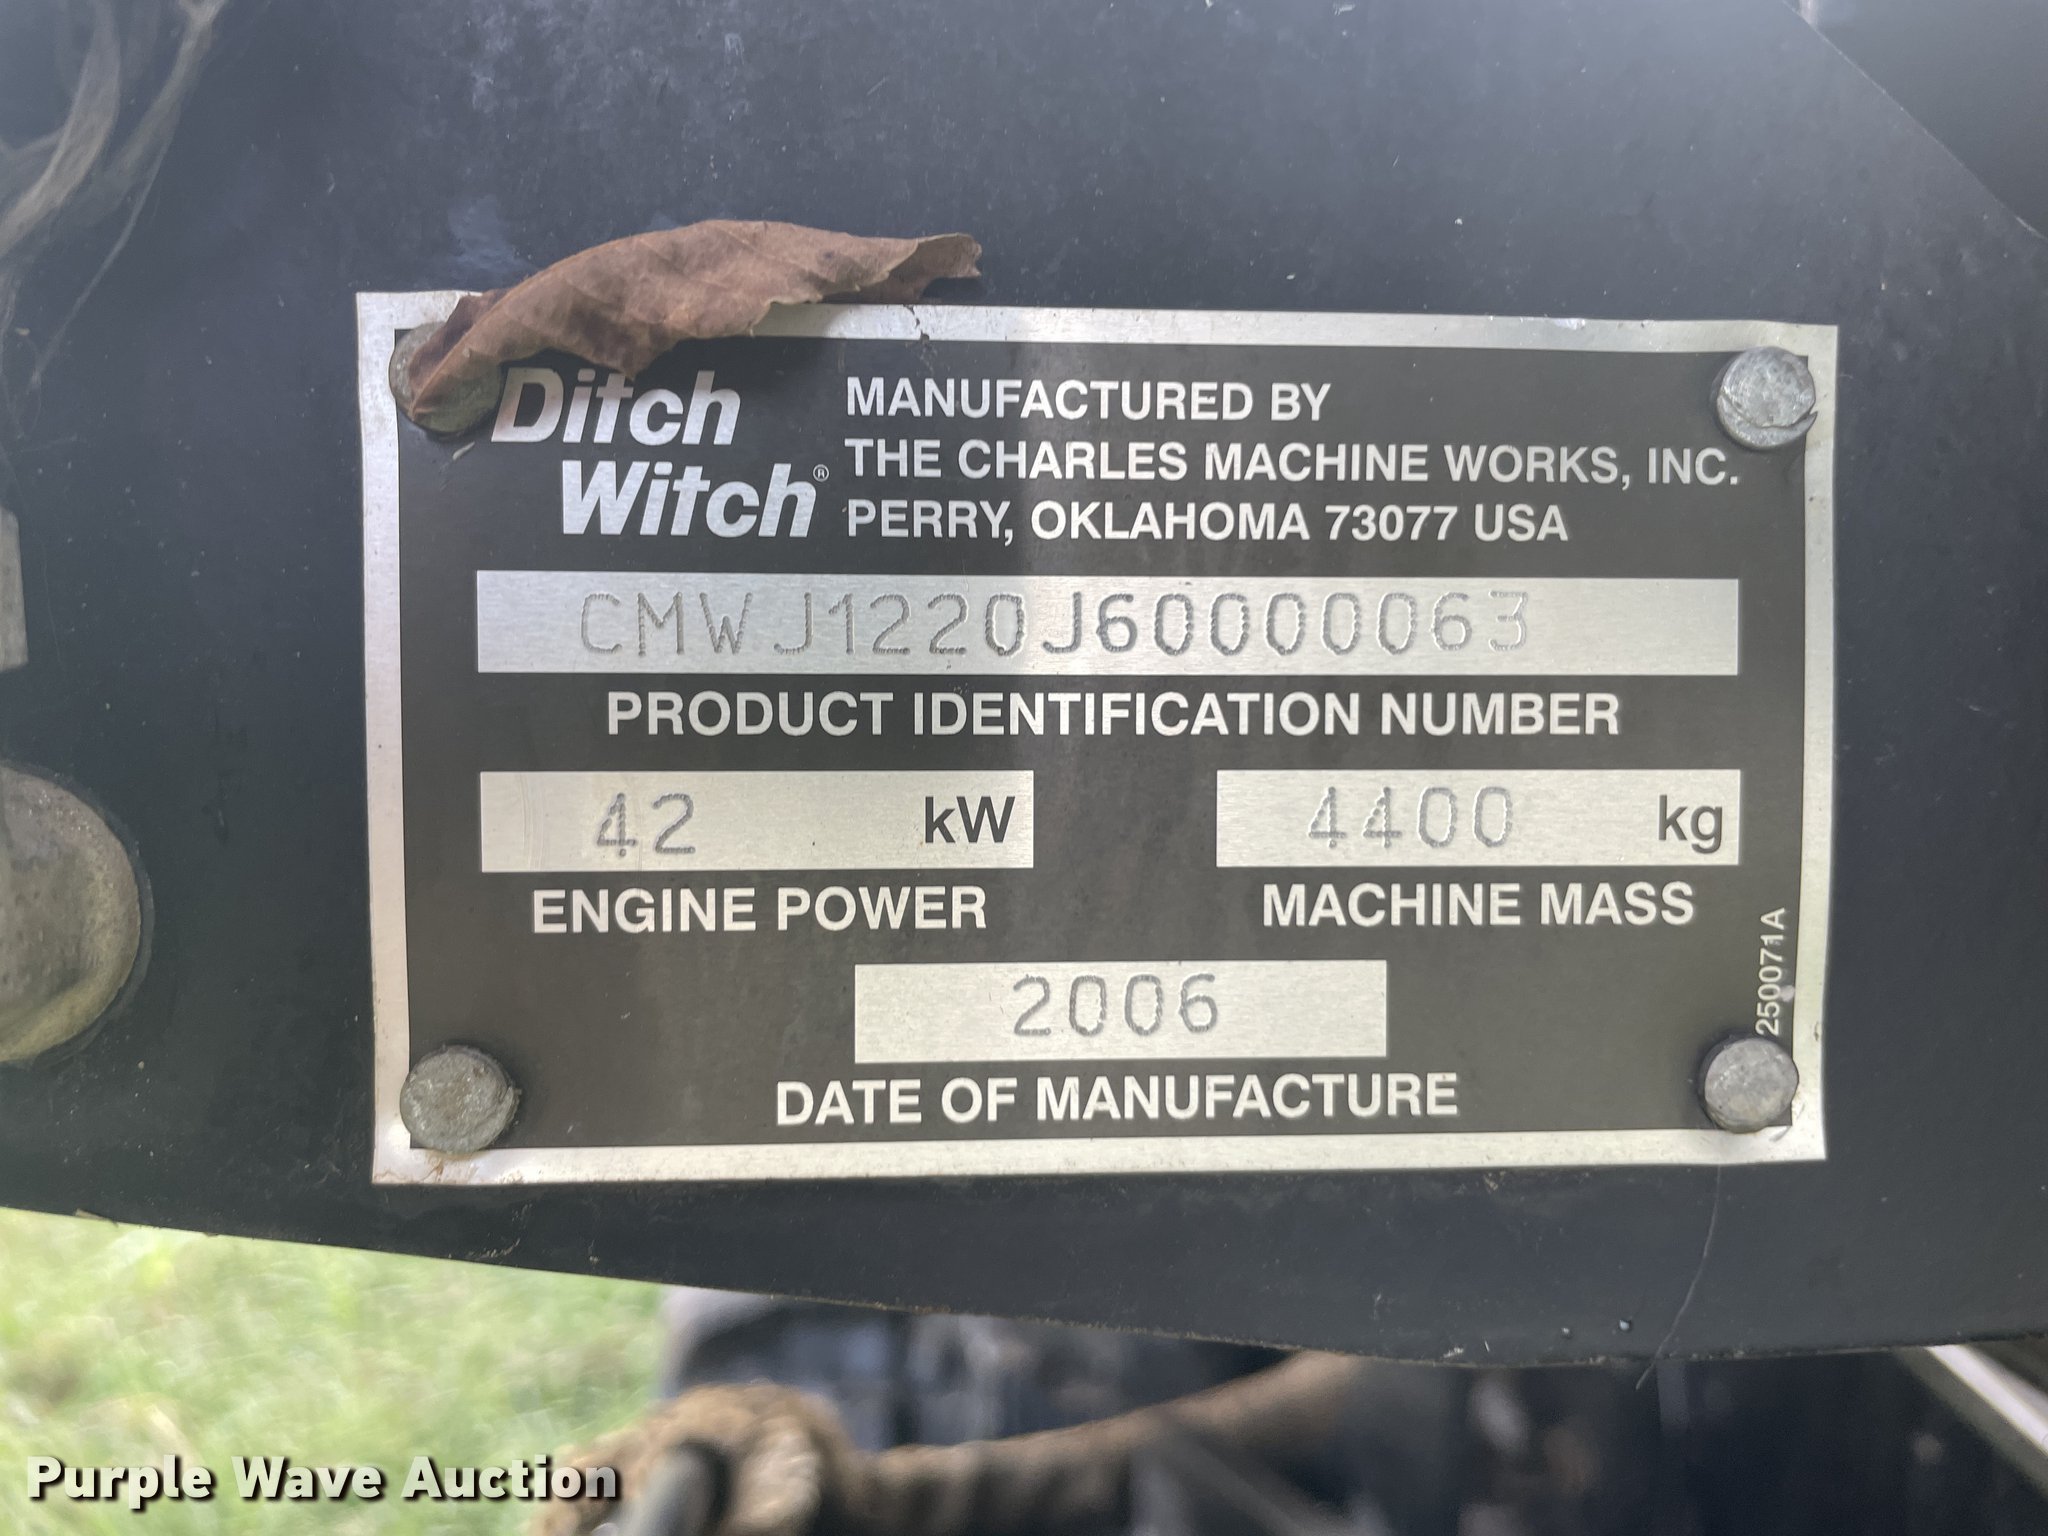 Ditch
Witch®
MANUFACTURED BY
THE CHARLES MACHINE WORKS, INC.
PERRY, OKLAHOMA 73077 USA
CMWJ1220J60000063
PRODUCT IDENTIFICATION NUMBER
42 kW
ENGINE POWER
4400 kg
MACHINE MASS
2006
DATE OF MANUFACTURE
250071A
Purple Wave Auction